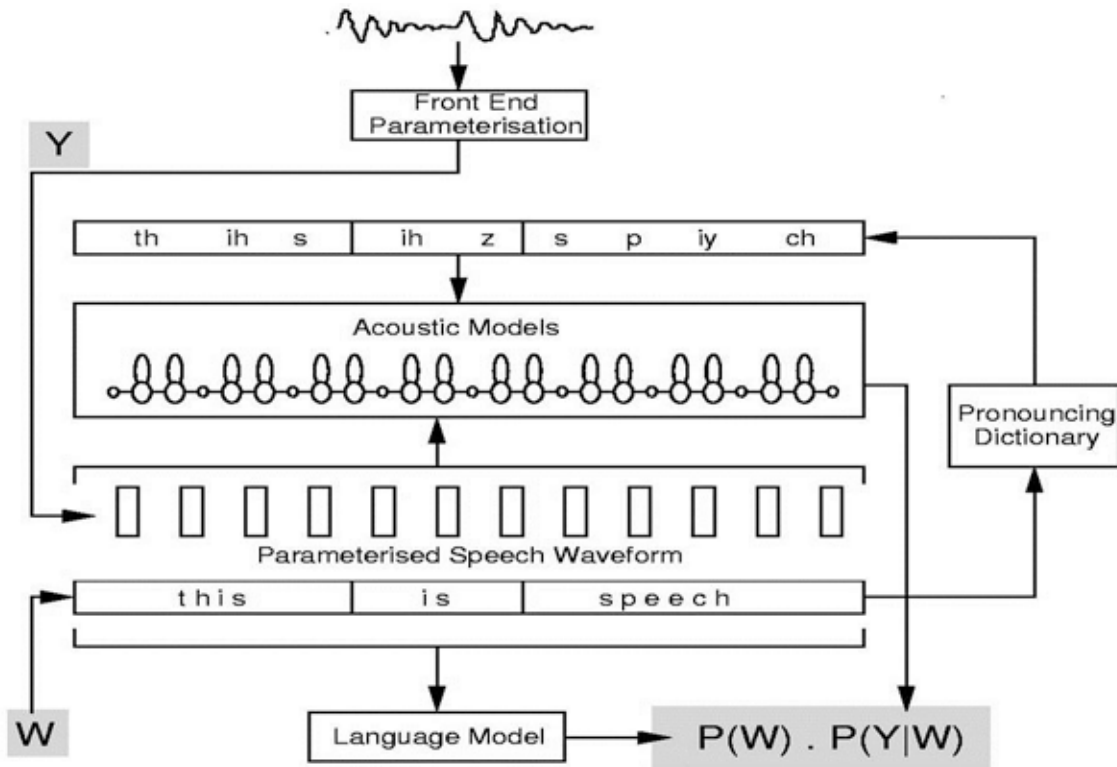 Front End
Parameterisation
Y
th ih s ih z s p iy ch
Acoustic Models
Pronouncing
Dictionary
Parameterised Speech Waveform
this is speech
W
Language Model
P(W) . P(Y|W)